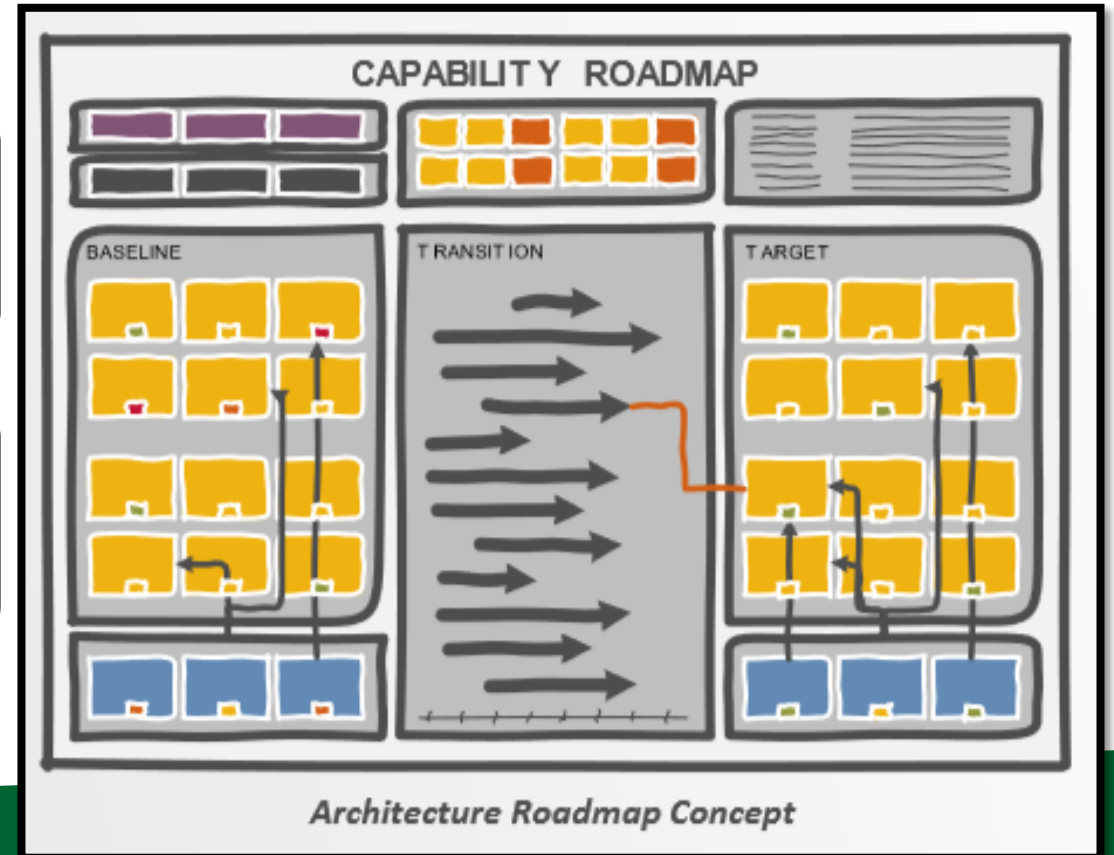 CAPABILITY ROADMAP
BASELINE
TRANSITION
TARGET
Architecture Roadmap Concept